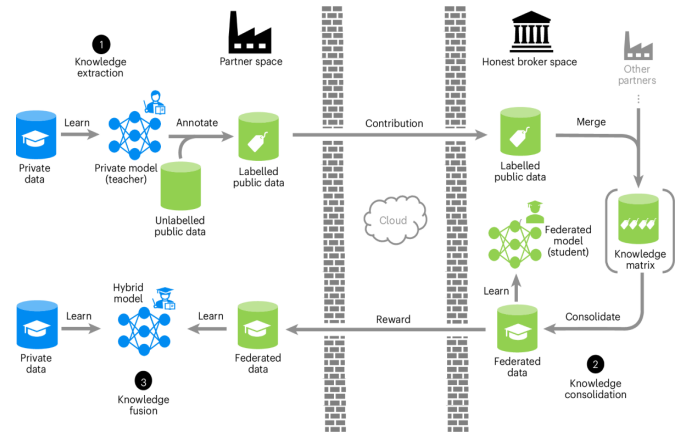 1
Knowledge
extraction
Partner space
Honest broker space
Other
partners
Learn
Annotate
Contribution
Merge
Private
data
Private model
(teacher)
Labelled
public data
Labelled
public data
Unlabelled
public data
Cloud
Federated
model
(student)
Knowledge
matrix
Hybrid
model
Learn
Learn
Learn
Reward
Consolidate
Private
data
Federated
data
Federated
data
3
Knowledge
fusion
2
Knowledge
consolidation